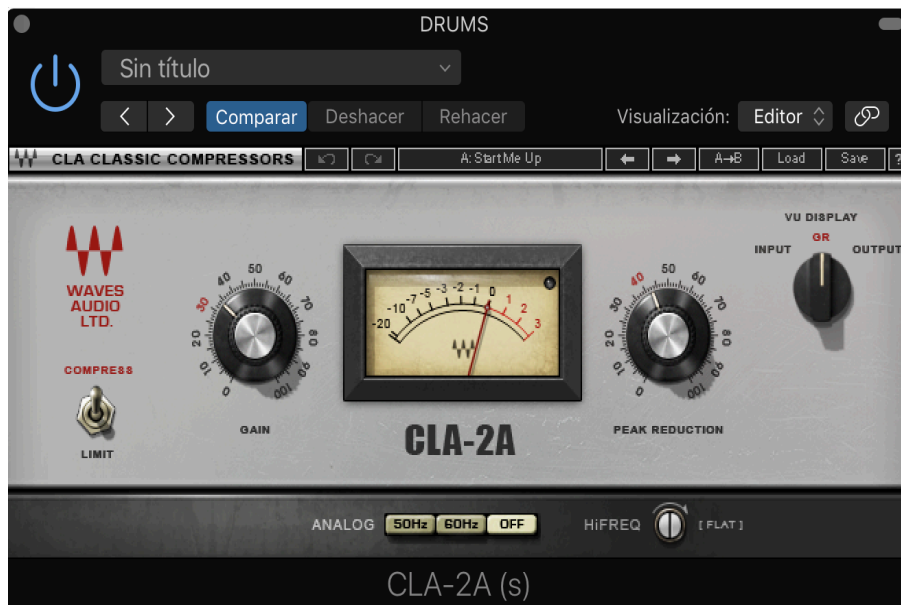 DRUMS
Sin título
Comparar Deshacer Rehacer Visualización: Editor
CLA CLASSIC COMPRESSORS A: Start Me Up A→B Load Save ?
VU DISPLAY
GR
INPUT OUTPUT
WAVES
AUDIO
LTD.
0 10 20 30 40 50 60 70 80 90 100
-20 -10 -7 -5 -3 -2 -1 0 1 2 3
0 10 20 30 40 50 60 70 80 90 100
COMPRESS
LIMIT
GAIN
CLA-2A
PEAK REDUCTION
ANALOG 50Hz 60Hz OFF HiFREQ [FLAT]
CLA-2A (s)